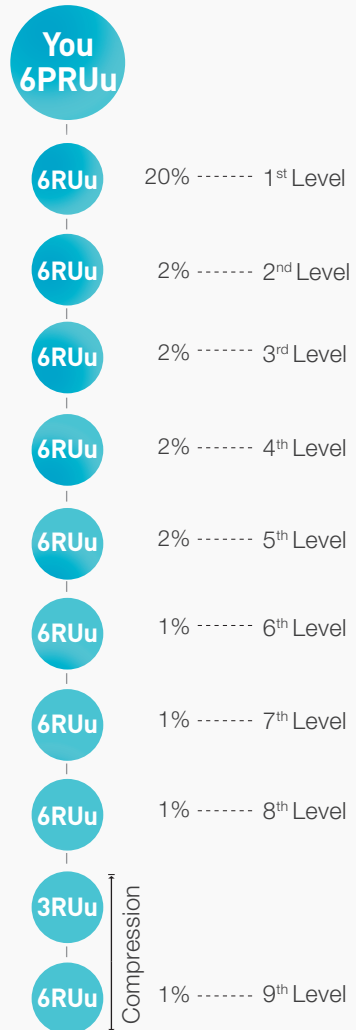 You
6PRUu
6RUu 20% ------- 1st Level
6RUu 2% ------- 2nd Level
6RUu 2% ------- 3rd Level
6RUu 2% ------- 4th Level
6RUu 2% ------- 5th Level
6RUu 1% ------- 6th Level
6RUu 1% ------- 7th Level
6RUu 1% ------- 8th Level
3RUu
Compression
6RUu 1% ------- 9th Level